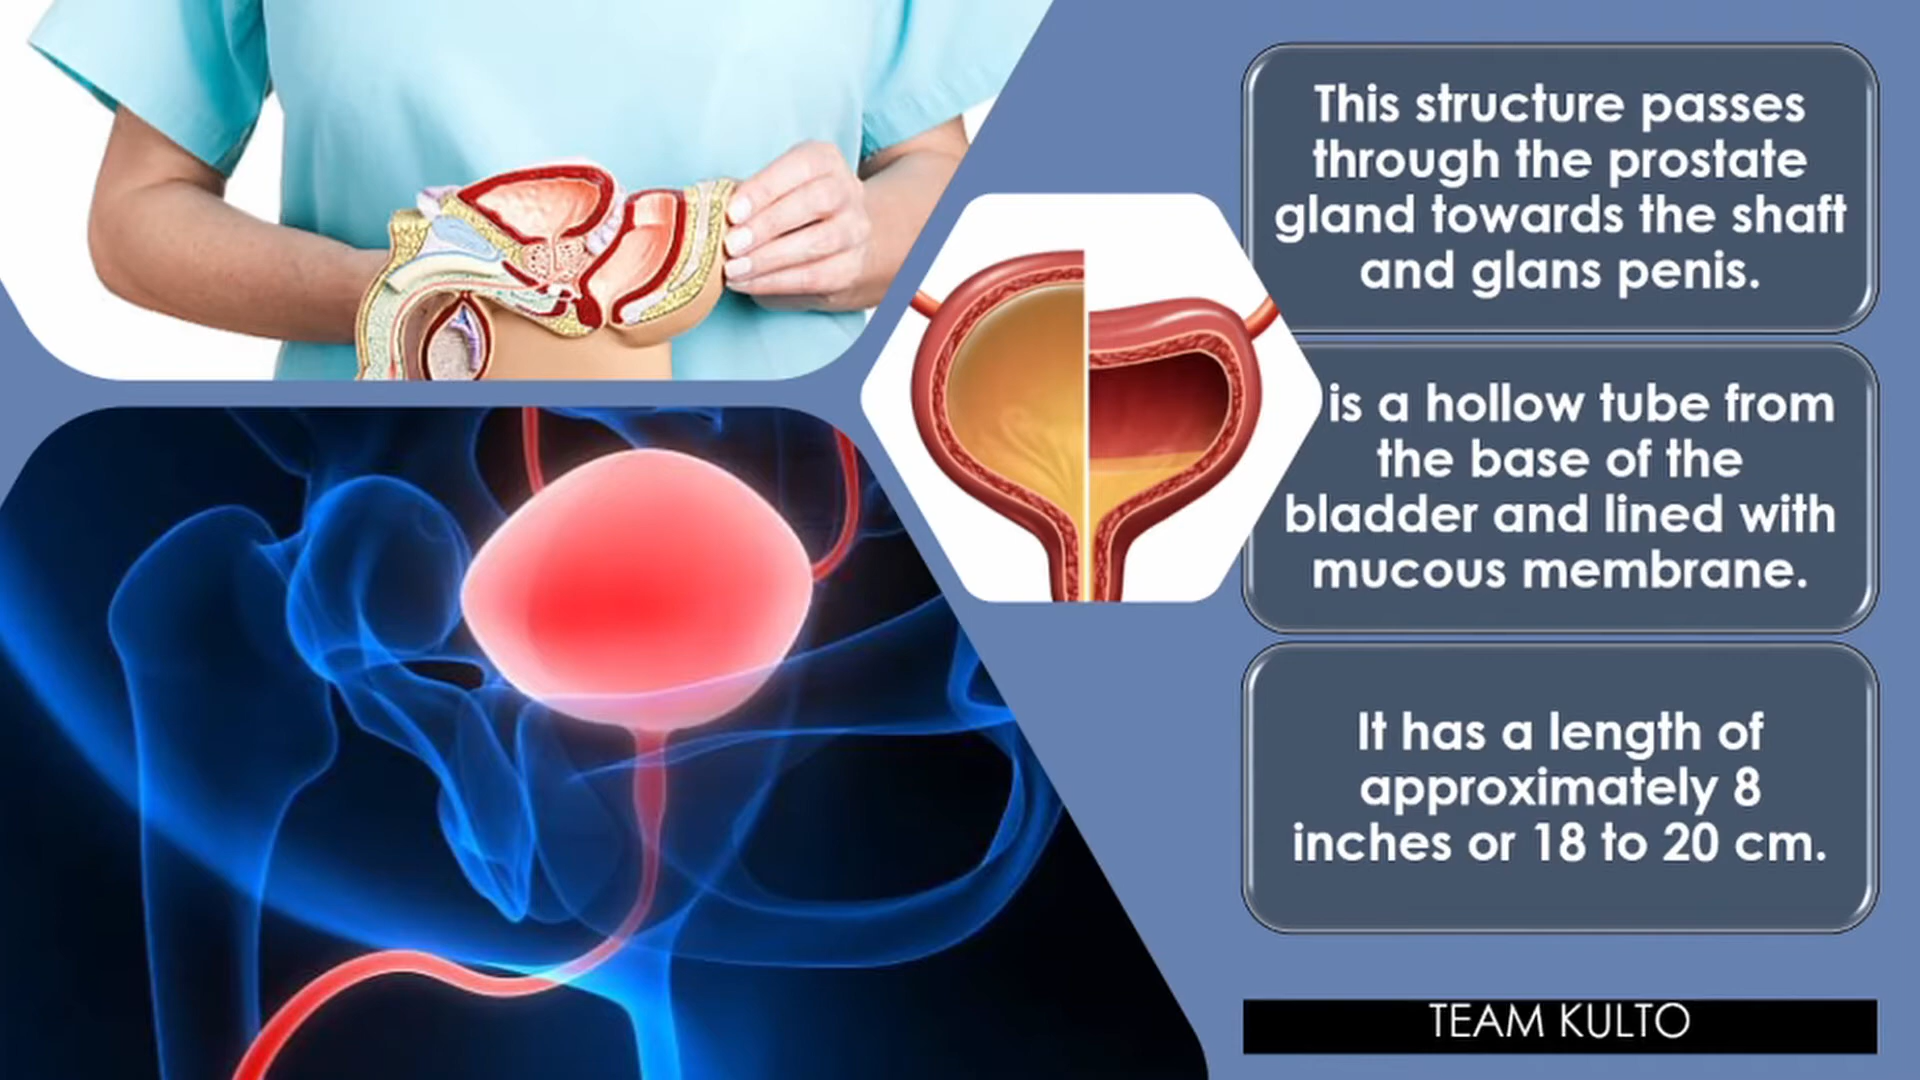 This structure passes
through the prostate
gland towards the shaft
and glans penis.
is a hollow tube from
the base of the
bladder and lined with
mucous membrane.
It has a length of
approximately 8
inches or 18 to 20 cm.
TEAM KULTO